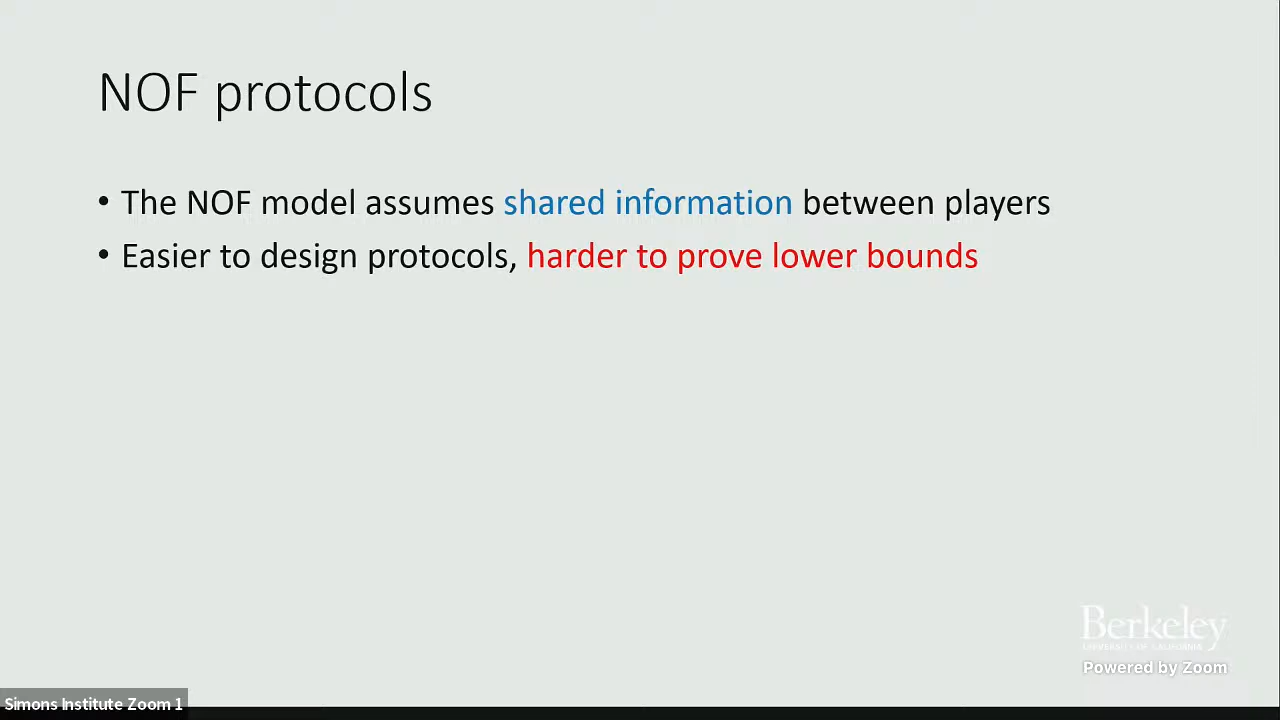 NOF protocols
• The NOF model assumes shared information between players
• Easier to design protocols, harder to prove lower bounds
Berkeley
UNIVERSITY OF CALIFORNIA
Powered by Zoom
Simons Institute Zoom 1